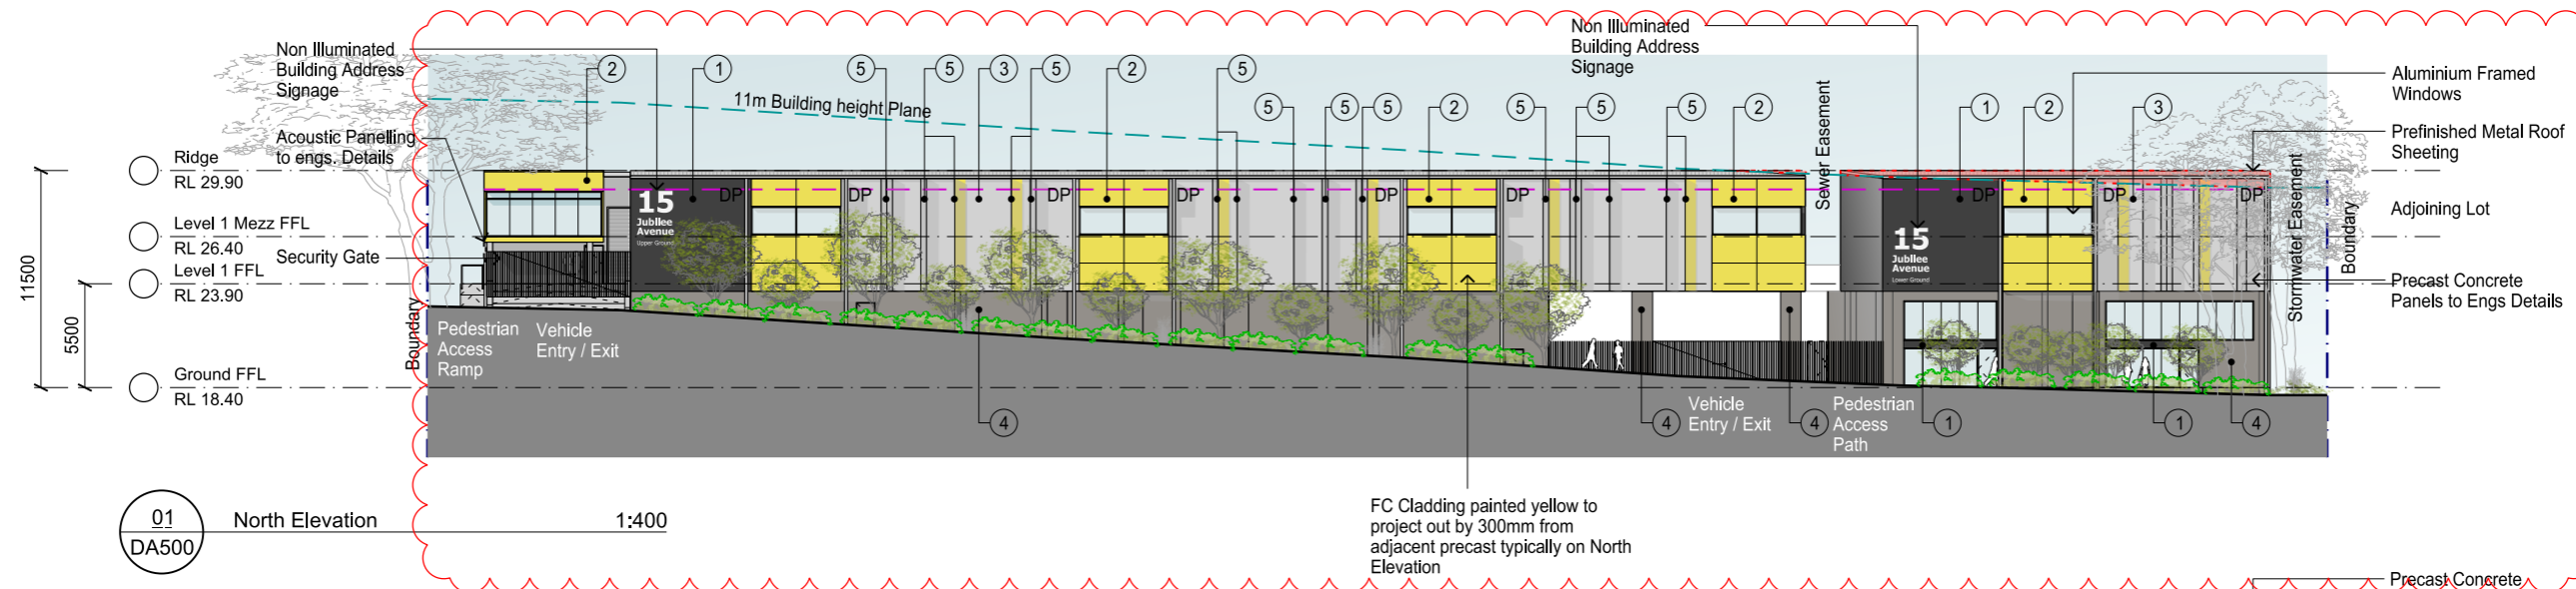 Non Illuminated
Building Address
Signage
2
1
5
5
3
5
2
5
11m Building height Plane
5
5
5
2
5
5
5
2
Non Illuminated
Building Address
Signage
Sewer Easement
1
2
3
Aluminium Framed
Windows
Prefinished Metal Roof
Sheeting
Stormwater Easement
Boundary
Adjoining Lot
Precast Concrete
Panels to Engs Details
Acoustic Panelling
to engs. Details
Ridge
RL 29.90
Level 1 Mezz FFL
RL 26.40
Security Gate
Level 1 FFL
RL 23.90
Ground FFL
RL 18.40
11500
5500
15
Jubilee
Avenue
Upper Ground
DP
DP
DP
DP
DP
DP
15
Jubilee
Avenue
Lower Ground
DP
DP
DP
Boundary
Pedestrian
Access
Ramp
Vehicle
Entry / Exit
4
4
Vehicle
Entry / Exit
4
Pedestrian
Access
Path
1
1
4
FC Cladding painted yellow to
project out by 300mm from
adjacent precast typically on North
Elevation
01
DA500
North Elevation
1:400
Precast Concrete